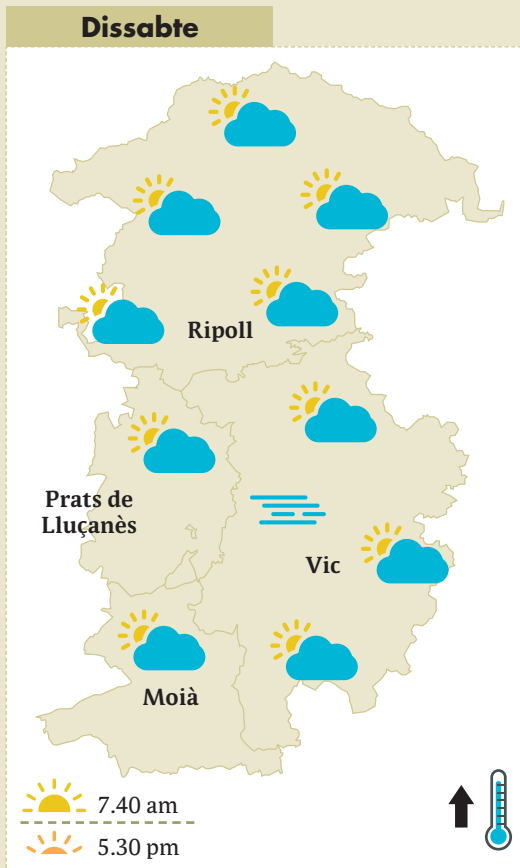 Dissabte
Ripoll
Prats de
Lluçanès
Vic
Moià
7.40 am
5.30 pm